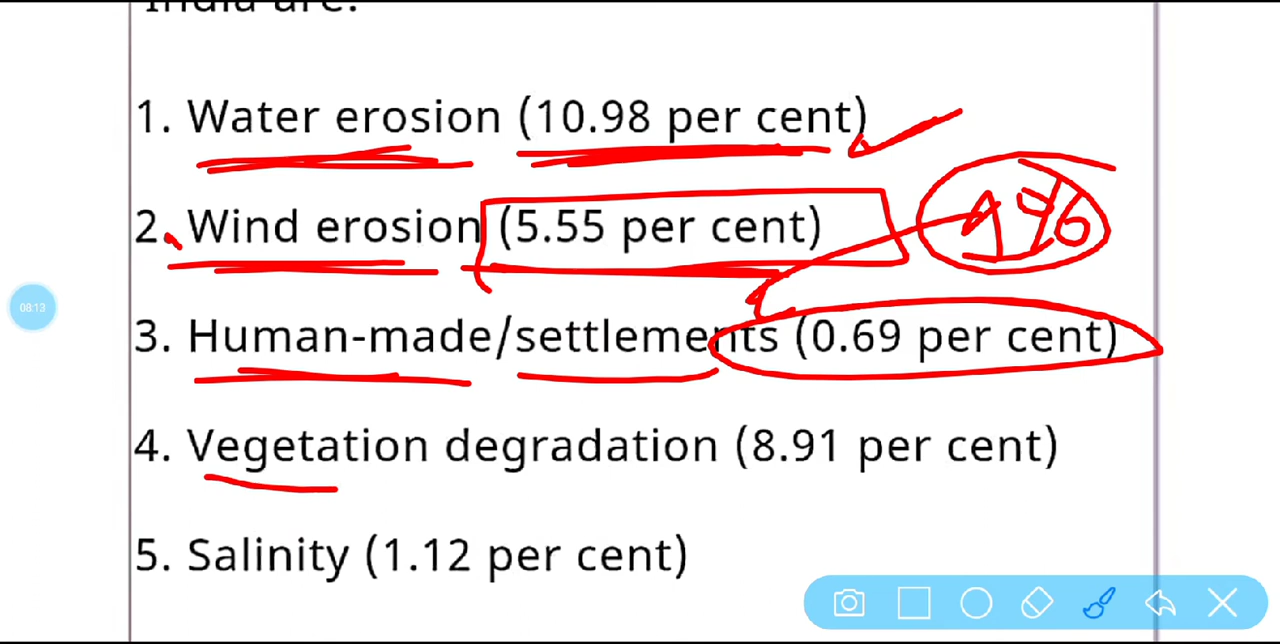 India are:
1. Water erosion (10.98 per cent)
2. Wind erosion (5.55 per cent)
1%
08:13
3. Human-made/settlements (0.69 per cent)
4. Vegetation degradation (8.91 per cent)
5. Salinity (1.12 per cent)